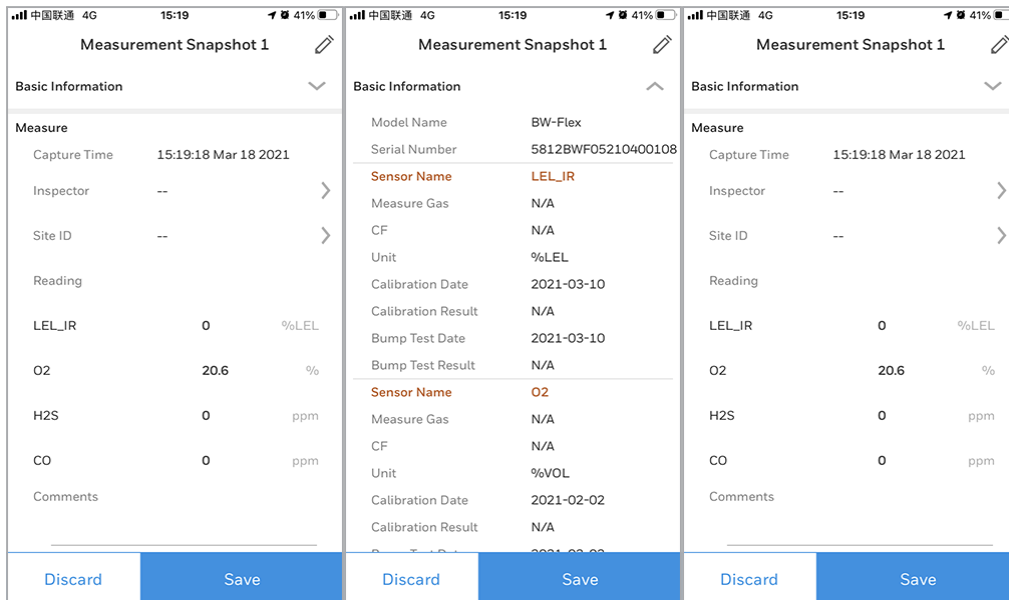 中国联通 4G 15:19 41%
Measurement Snapshot 1
Basic Information
Measure
Capture Time 15:19:18 Mar 18 2021
Inspector --
Site ID --
Reading
LEL_IR 0 %LEL
O2 20.6 %
H2S 0 ppm
CO 0 ppm
Comments
Discard Save
中国联通 4G 15:19 41%
Measurement Snapshot 1
Basic Information
Model Name BW-Flex
Serial Number 5812BWF05210400108
Sensor Name LEL_IR
Measure Gas N/A
CF N/A
Unit %LEL
Calibration Date 2021-03-10
Calibration Result N/A
Bump Test Date 2021-03-10
Bump Test Result N/A
Sensor Name O2
Measure Gas N/A
CF N/A
Unit %VOL
Calibration Date 2021-02-02
Calibration Result N/A
Discard Save
中国联通 4G 15:19 41%
Measurement Snapshot 1
Basic Information
Measure
Capture Time 15:19:18 Mar 18 2021
Inspector --
Site ID --
Reading
LEL_IR 0 %LEL
O2 20.6 %
H2S 0 ppm
CO 0 ppm
Comments
Discard Save